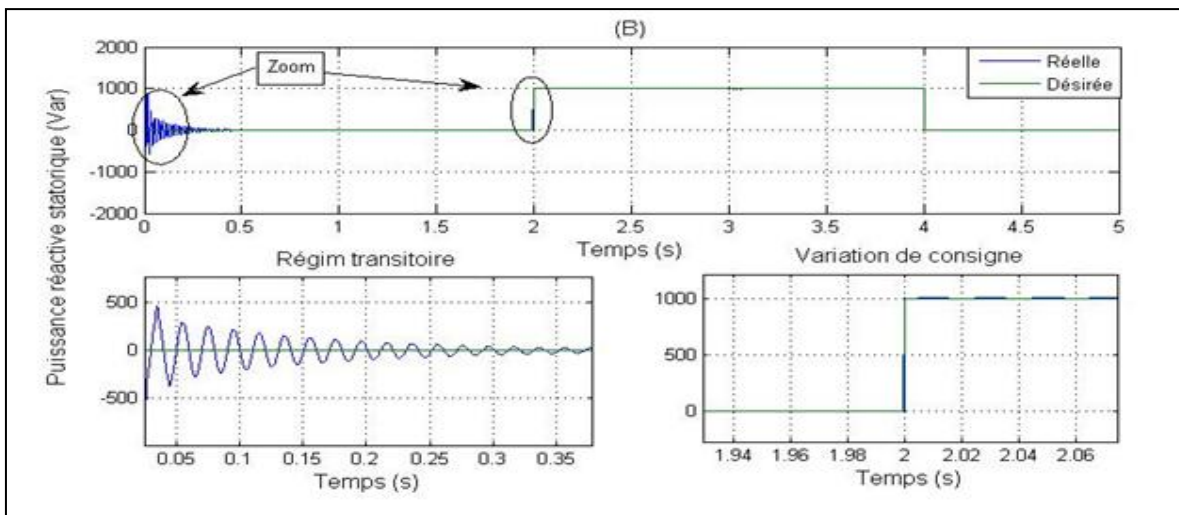 (B)
Puissance réactive statorique (Var)
2000
1000
0
-1000
-2000
Zoom
Réelle
Désirée
0 0.5 1 1.5 2 2.5 3 3.5 4 4.5 5
Temps (s)
Régim transitoire
500
0
-500
0.05 0.1 0.15 0.2 0.25 0.3 0.35
Temps (s)
Variation de consigne
1000
500
0
1.94 1.96 1.98 2 2.02 2.04 2.06
Temps (s)